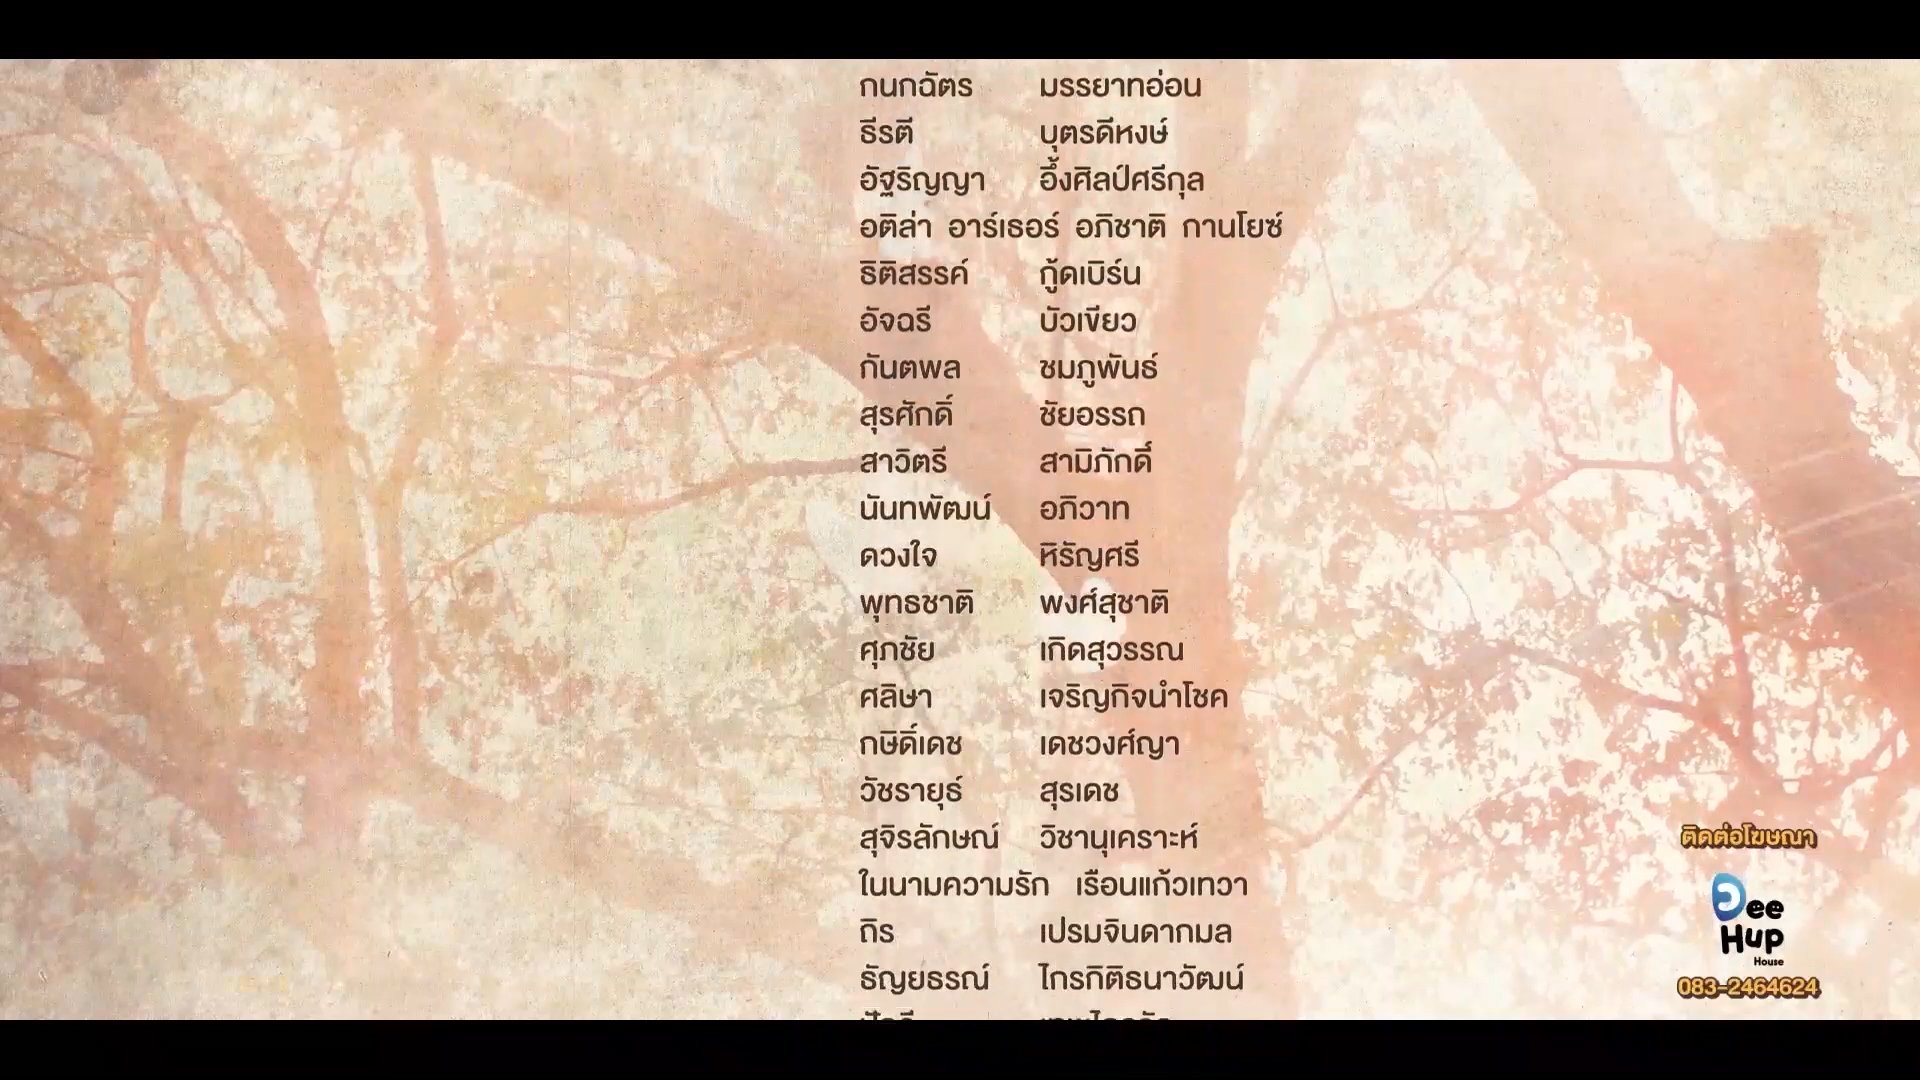 กนกฉัตร มรรยาทอ่อน
ธีรตี บุตรดีหงษ์
อัฐริญญา อึ้งศิลป์ศรีกุล
อติล่า อาร์เธอร์ อภิชาติ กานโยซ์
ธิติสรรค์ กู้ดเบิร์น
อัจฉรี บัวเขียว
กันตพล ชมภูพันธ์
สุรศักดิ์ ชัยอรรถ
สาวิตรี สามิภักดิ์
นันทพัฒน์ อภิวาท
ดวงใจ หิรัญศรี
พุทธชาติ พงศ์สุชาติ
ศุภชัย เกิดสุวรรณ
ศลิษา เจริญกิจนำโชค
กษิดิ์เดช เดชวงศ์ญา
วัชรายุธ์ สุรเดช
สุจิรลักษณ์ วิชานุเคราะห์
ในนามความรัก เรือนแก้วเทวา
ถิร เปรมจินดากมล
ธัญยธรณ์ ไกรกิติธนาวัฒน์
ติดต่อโฆษณา
Dee
Hup
House
083-2464624